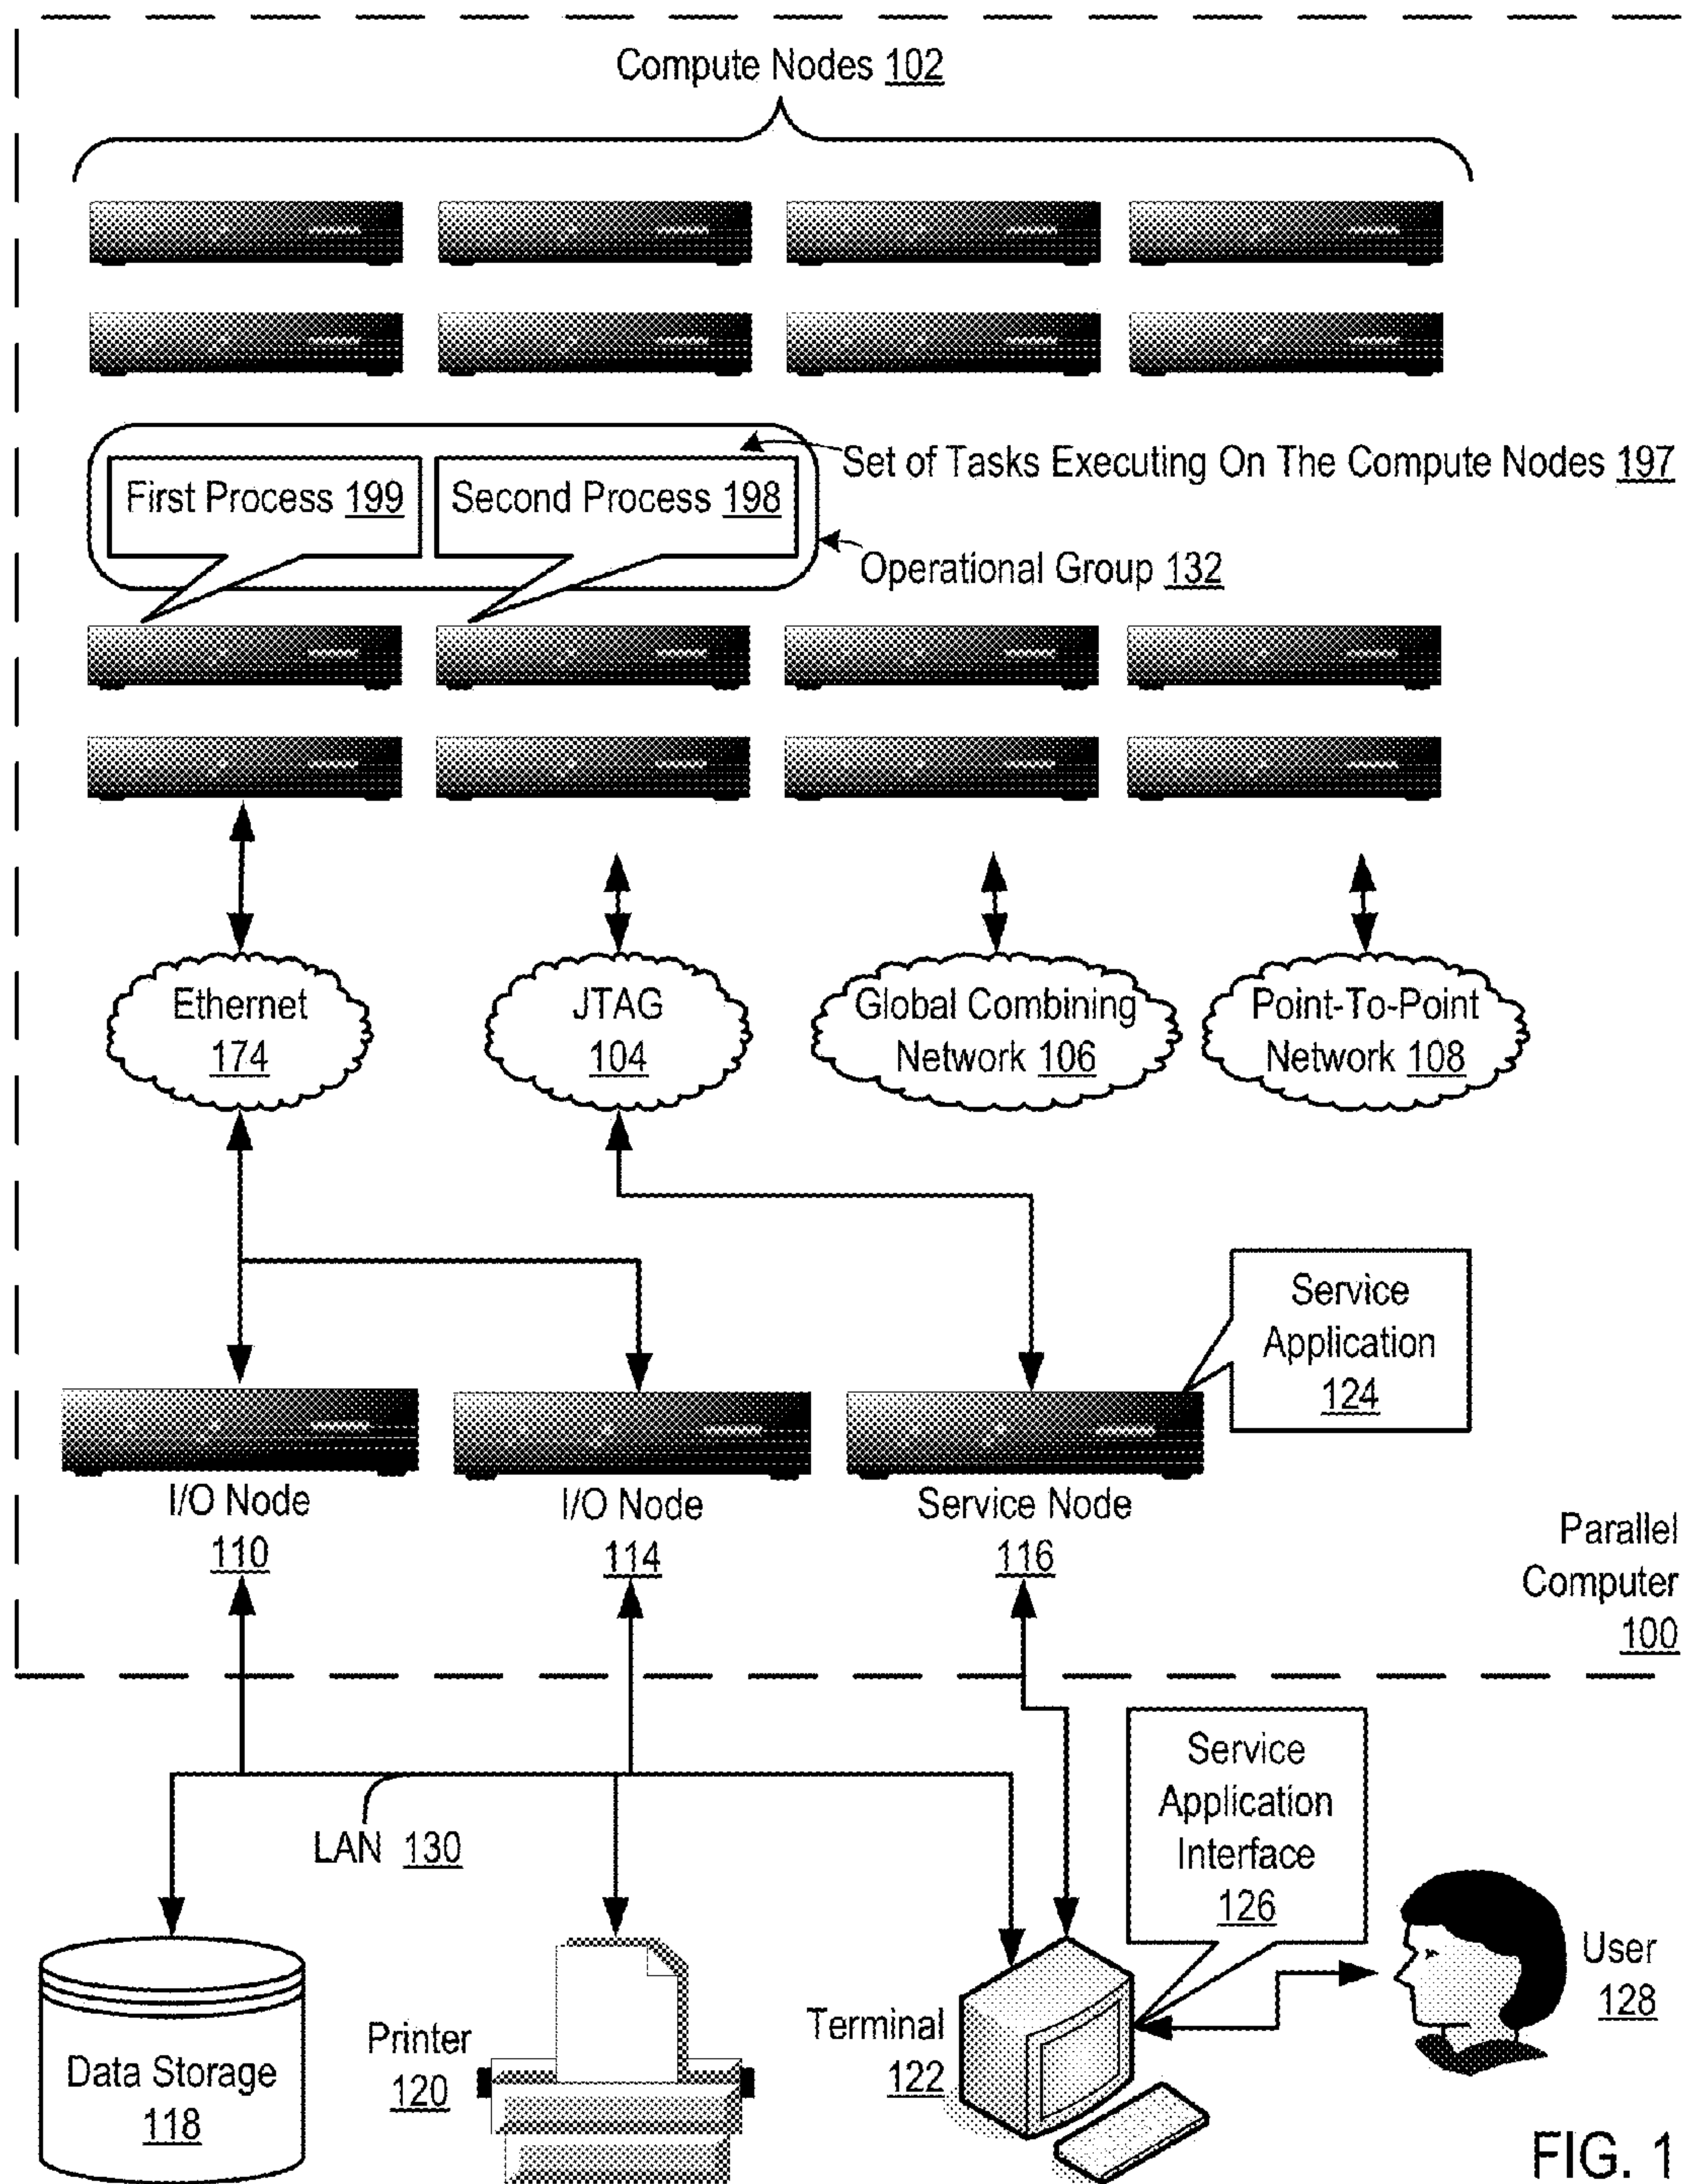 Compute Nodes 102
Set of Tasks Executing On The Compute Nodes 197
First Process 199
Second Process 198
Operational Group 132
Ethernet
174
JTAG
104
Global Combining
Network 106
Point-To-Point
Network 108
Service
Application
124
I/O Node
110
I/O Node
114
Service Node
116
Parallel
Computer
100
Service
Application
Interface
126
LAN 130
User
128
Data Storage
118
Printer
120
Terminal
122
FIG. 1